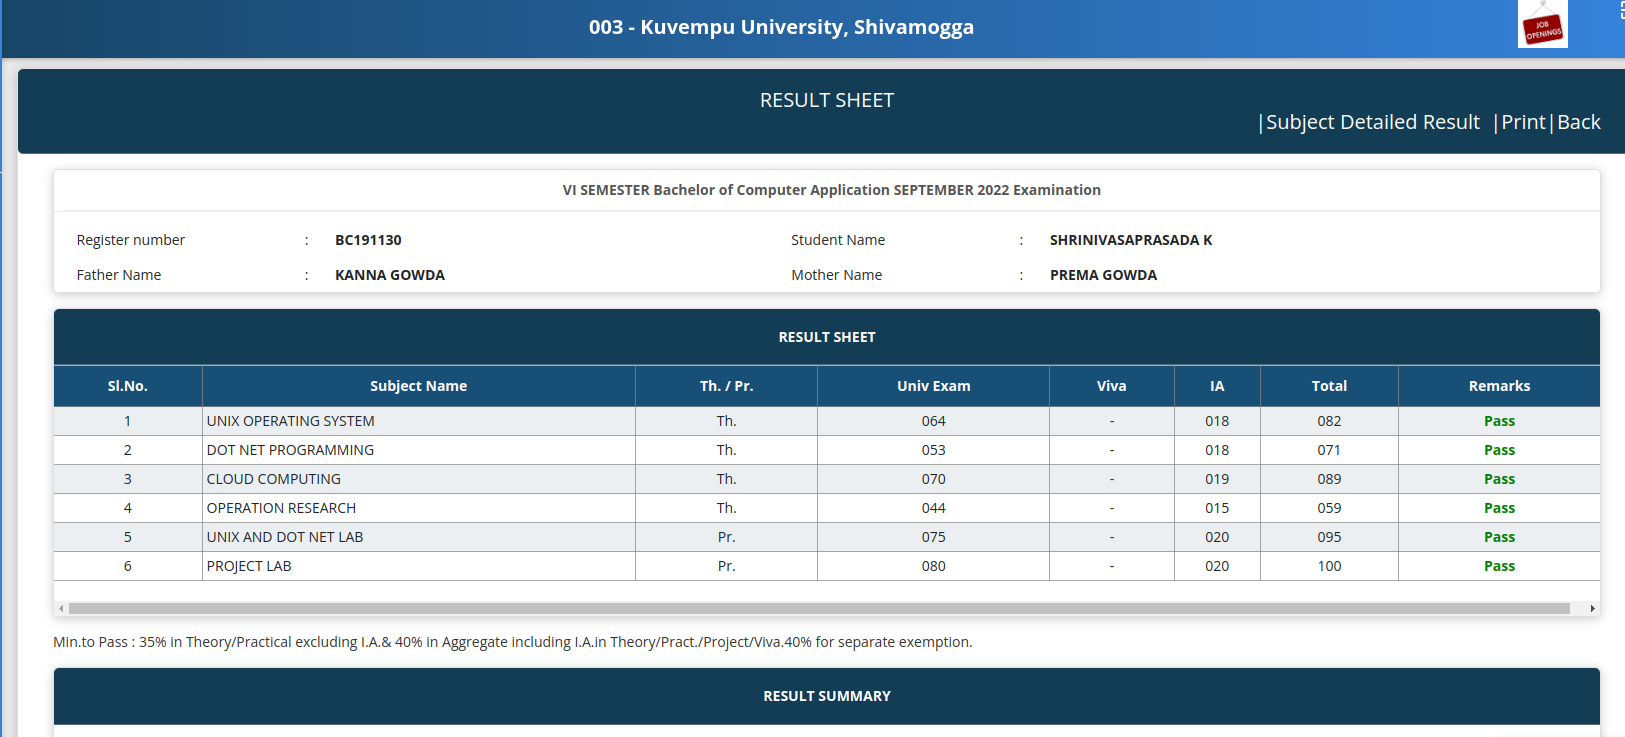 003 - Kuvempu University, Shivamogga
JOB
OPENINGS
RESULT SHEET
|Subject Detailed Result |Print|Back
VI SEMESTER Bachelor of Computer Application SEPTEMBER 2022 Examination
Register number : BC191130 Student Name : SHRINIVASAPRASADA K
Father Name : KANNA GOWDA Mother Name : PREMA GOWDA
RESULT SHEET
Sl.No. Subject Name Th. / Pr. Univ Exam Viva IA Total Remarks
1 UNIX OPERATING SYSTEM Th. 064 - 018 082 Pass
2 DOT NET PROGRAMMING Th. 053 - 018 071 Pass
3 CLOUD COMPUTING Th. 070 - 019 089 Pass
4 OPERATION RESEARCH Th. 044 - 015 059 Pass
5 UNIX AND DOT NET LAB Pr. 075 - 020 095 Pass
6 PROJECT LAB Pr. 080 - 020 100 Pass
Min.to Pass : 35% in Theory/Practical excluding I.A.& 40% in Aggregate including I.A.in Theory/Pract./Project/Viva.40% for separate exemption.
RESULT SUMMARY